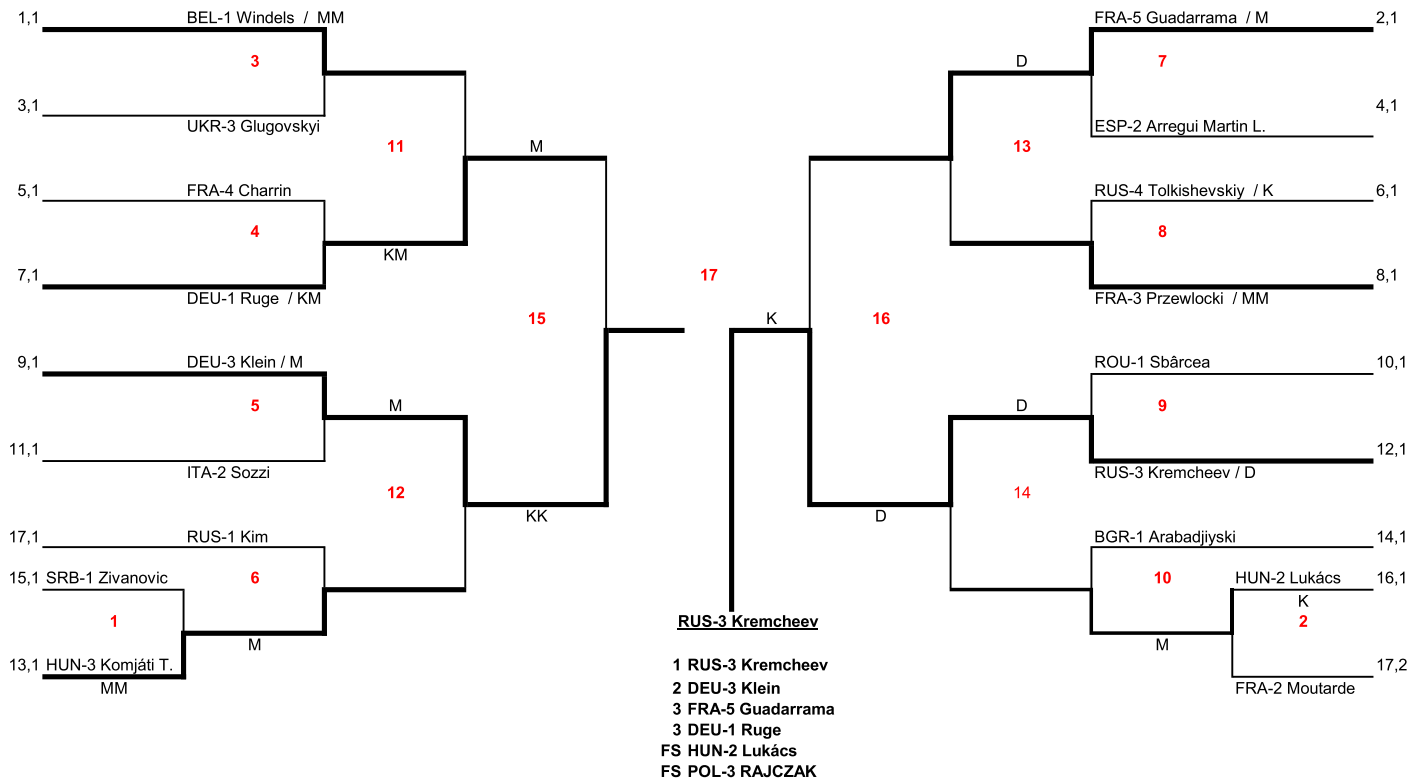 1,1 BEL-1 Windels / MM
3
3,1
UKR-3 Glugovskyi
11
M
5,1 FRA-4 Charrin
4
KM
7,1
DEU-1 Ruge / KM
15
9,1 DEU-3 Klein / M
5
M
11,1
ITA-2 Sozzi
12
KK
17,1 RUS-1 Kim
15,1 SRB-1 Zivanovic
6
1
M
13,1 HUN-3 Komjáti T.
MM
17
FRA-5 Guadarrama / M 2,1
D
7
4,1
ESP-2 Arregui Martin L.
13
RUS-4 Tolkishevskiy / K 6,1
8
8,1
FRA-3 Przewlocki / MM
K
16
ROU-1 Sbârcea 10,1
D
9
12,1
RUS-3 Kremcheev / D
14
D
BGR-1 Arabadjiyski 14,1
10
HUN-2 Lukács 16,1
K
2
M
17,2
FRA-2 Moutarde
RUS-3 Kremcheev
1 RUS-3 Kremcheev
2 DEU-3 Klein
3 FRA-5 Guadarrama
3 DEU-1 Ruge
FS HUN-2 Lukács
FS POL-3 RAJCZAK